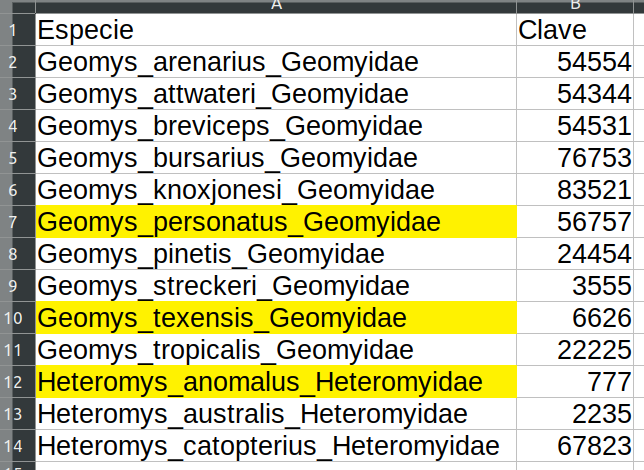 A B
1 Especie Clave
2 Geomys_arenarius_Geomyidae 54554
3 Geomys_attwateri_Geomyidae 54344
4 Geomys_breviceps_Geomyidae 54531
5 Geomys_bursarius_Geomyidae 76753
6 Geomys_knoxjonesi_Geomyidae 83521
7 Geomys_personatus_Geomyidae 56757
8 Geomys_pinetis_Geomyidae 24454
9 Geomys_streckeri_Geomyidae 3555
10 Geomys_texensis_Geomyidae 6626
11 Geomys_tropicalis_Geomyidae 22225
12 Heteromys_anomalus_Heteromyidae 777
13 Heteromys_australis_Heteromyidae 2235
14 Heteromys_catopterius_Heteromyidae 67823